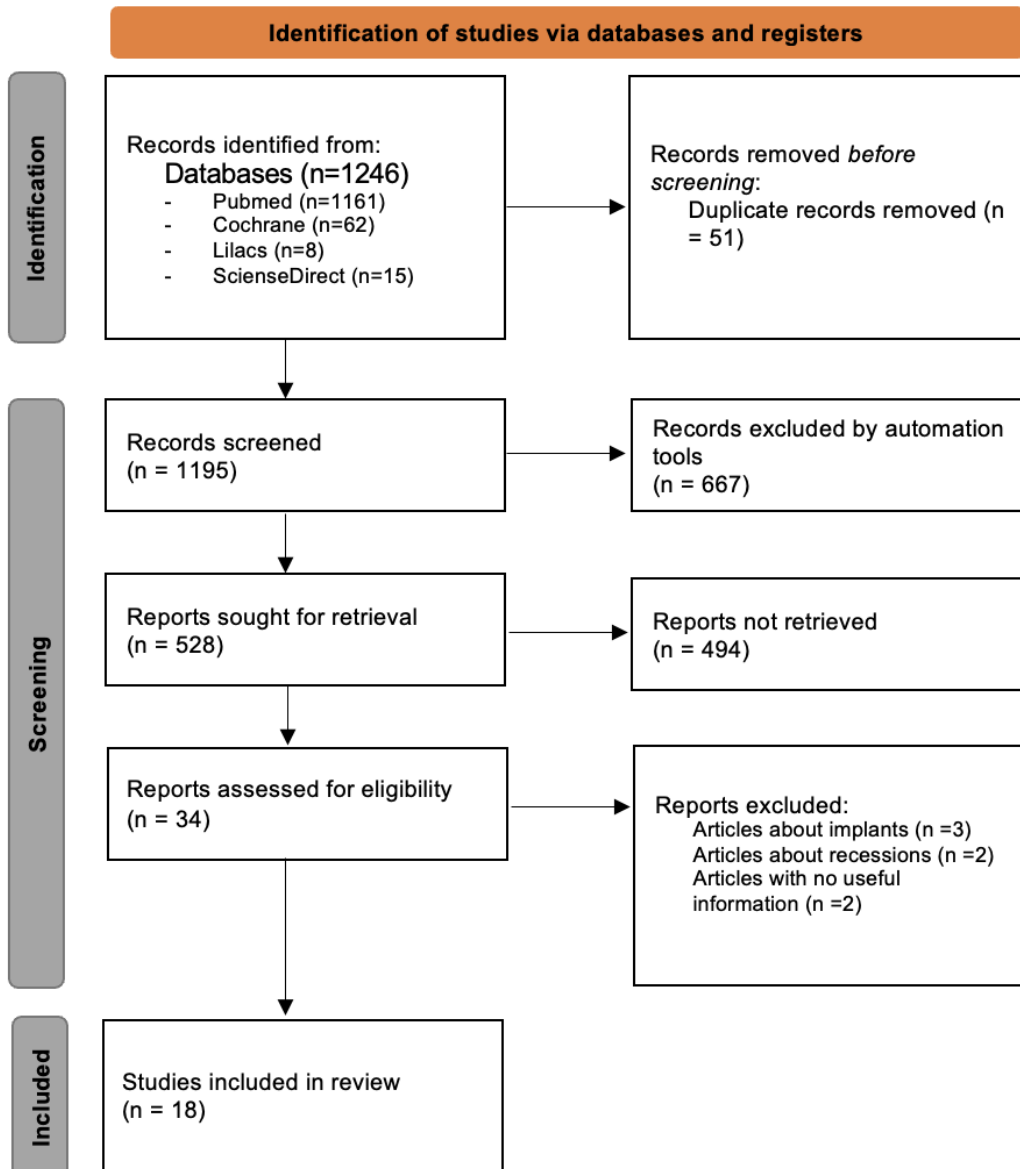 Identification of studies via databases and registers
Identification
Records identified from:
Databases (n=1246)
- Pubmed (n=1161)
- Cochrane (n=62)
- Lilacs (n=8)
- ScienseDirect (n=15)
Records removed before
screening:
Duplicate records removed (n
= 51)
Screening
Records screened
(n = 1195)
Records excluded by automation
tools
(n = 667)
Reports sought for retrieval
(n = 528)
Reports not retrieved
(n = 494)
Reports assessed for eligibility
(n = 34)
Reports excluded:
Articles about implants (n =3)
Articles about recessions (n =2)
Articles with no useful
information (n =2)
Included
Studies included in review
(n = 18)